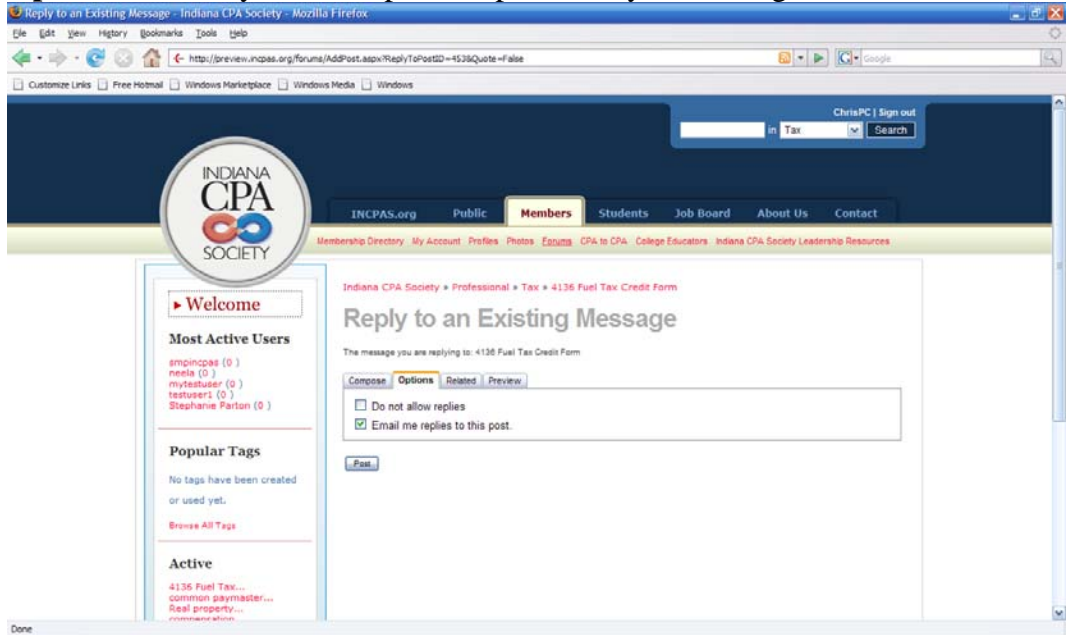 Reply to an Existing Message - Indiana CPA Society - Mozilla Firefox
File Edit View History Bookmarks Tools Help
http://preview.incpas.org/forums/AddPost.aspx?ReplyToPostID=453&Quote=False
Google
Customize Links Free Hotmail Windows Marketplace Windows Media Windows
ChrisPC | Sign out
in Tax Search
INDIANA
CPA
SOCIETY
INCPAS.org Public Members Students Job Board About Us Contact
Membership Directory My Account Profiles Photos Forums CPA to CPA College Educators Indiana CPA Society Leadership Resources
Indiana CPA Society » Professional » Tax » 4136 Fuel Tax Credit Form
Welcome
Reply to an Existing Message
Most Active Users
The message you are replying to: 4136 Fuel Tax Credit Form
smpincpas (0 )
neela (0 )
mytestuser (0 )
testuser1 (0 )
Stephanie Parton (0 )
Compose Options Related Preview
Do not allow replies
Email me replies to this post.
Post
Popular Tags
No tags have been created
or used yet.
Browse All Tags
Active
4136 Fuel Tax...
common paymaster...
Real property...
compensation
Done